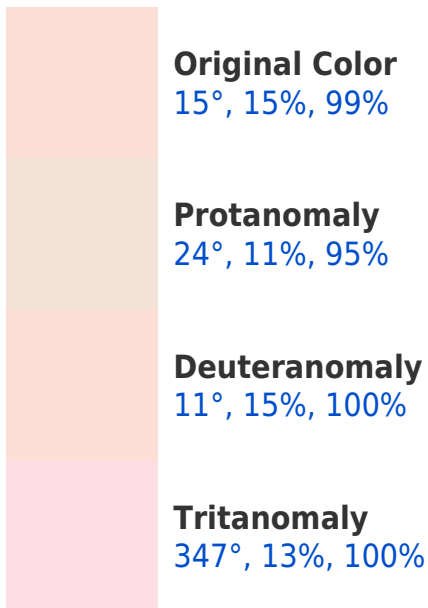 Original Color
15°, 15%, 99%
Protanomaly
24°, 11%, 95%
Deuteranomaly
11°, 15%, 100%
Tritanomaly
347°, 13%, 100%